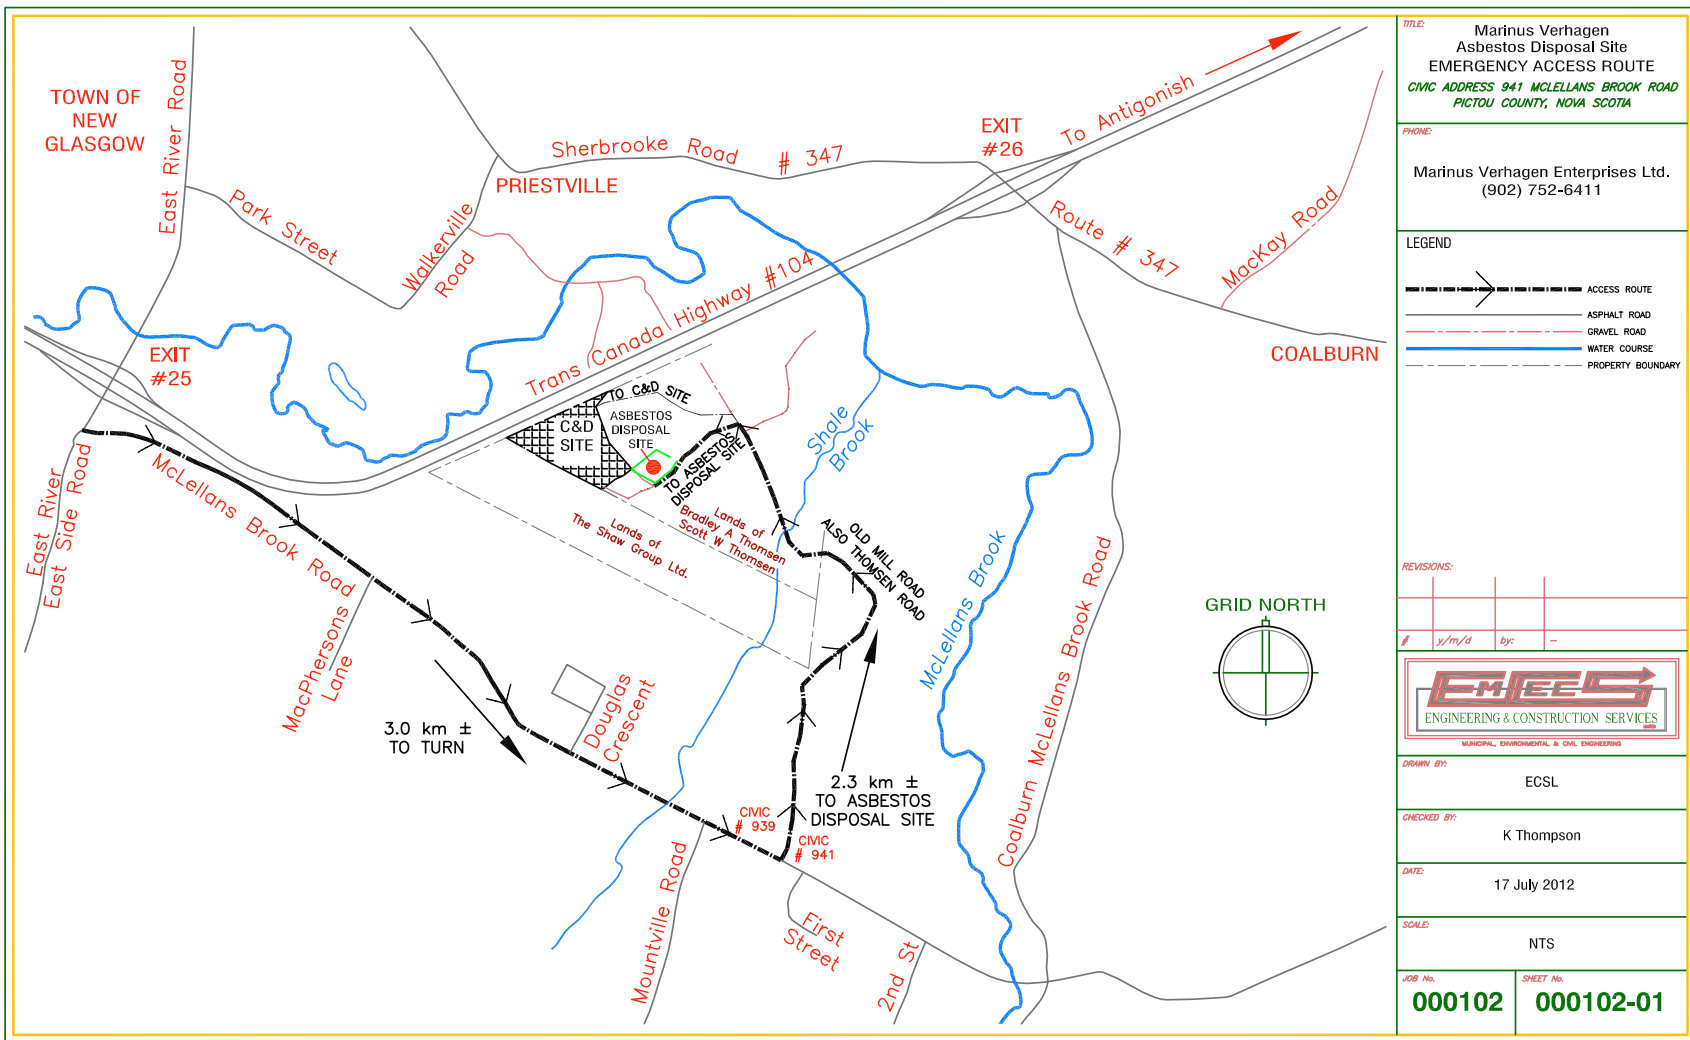 TOWN OF
NEW
GLASGOW
East River Road
Park Street
Walkerville
Road
PRIESTVILLE
Sherbrooke Road # 347
EXIT
#26
To Antigonish
Route # 347
MacKay Road
COALBURN
EXIT
#25
Trans Canada Highway #104
TO C&D SITE
C&D
SITE
ASBESTOS
DISPOSAL
SITE
TO ASBESTOS
DISPOSAL SITE
Shale
Brook
East River
East Side Road
McLellans Brook Road
Lands of
The Shaw Group Ltd.
Lands of
Bradley A Thomsen
Scott W Thomsen
OLD MILL ROAD
ALSO THOMSEN ROAD
McLellans Brook
Coalburn McLellans Brook Road
GRID NORTH
MacPhersons
Lane
3.0 km ±
TO TURN
Douglas
Crescent
2.3 km ±
TO ASBESTOS
DISPOSAL SITE
CIVIC
# 939
CIVIC
# 941
Mountville Road
First
Street
2nd St
TITLE:
Marinus Verhagen
Asbestos Disposal Site
EMERGENCY ACCESS ROUTE
CIVIC ADDRESS 941 MCLELLANS BROOK ROAD
PICTOU COUNTY, NOVA SCOTIA
PHONE:
Marinus Verhagen Enterprises Ltd.
(902) 752-6411
LEGEND
ACCESS ROUTE
ASPHALT ROAD
GRAVEL ROAD
WATER COURSE
PROPERTY BOUNDARY
REVISIONS:
# y/m/d by: –
EMTECS
ENGINEERING & CONSTRUCTION SERVICES
MUNICIPAL, ENVIRONMENTAL & CIVIL ENGINEERING
DRAWN BY:
ECSL
CHECKED BY:
K Thompson
DATE:
17 July 2012
SCALE:
NTS
JOB No.
000102
SHEET No.
000102-01